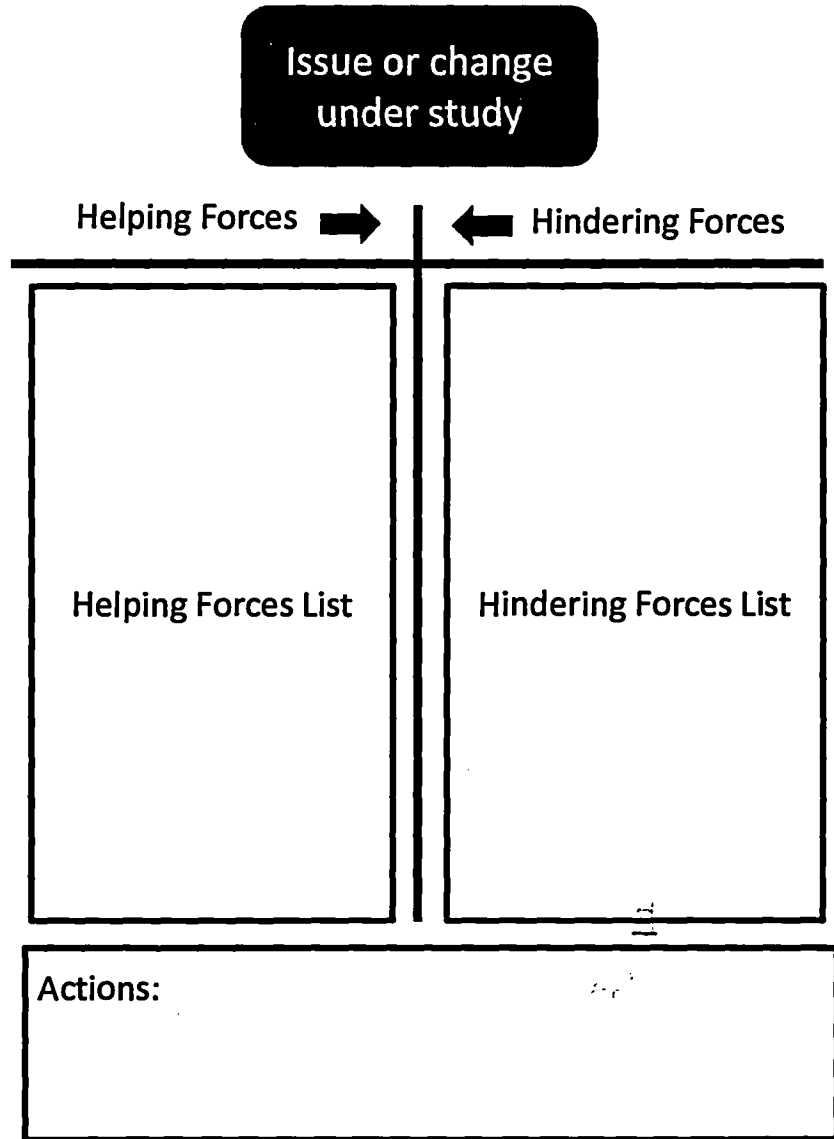 Issue or change
under study
Helping Forces
Hindering Forces
Helping Forces List
Hindering Forces List
Actions: